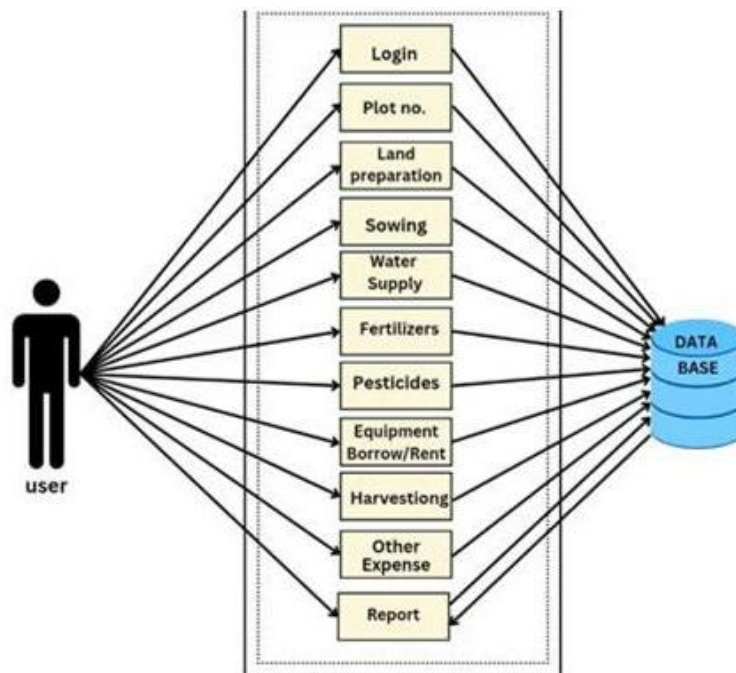 Login
Plot no.
Land
preparation
Sowing
Water
Supply
Fertilizers
Pesticides
Equipment
Borrow/Rent
Harvestiong
Other
Expense
Report
user
DATA
BASE